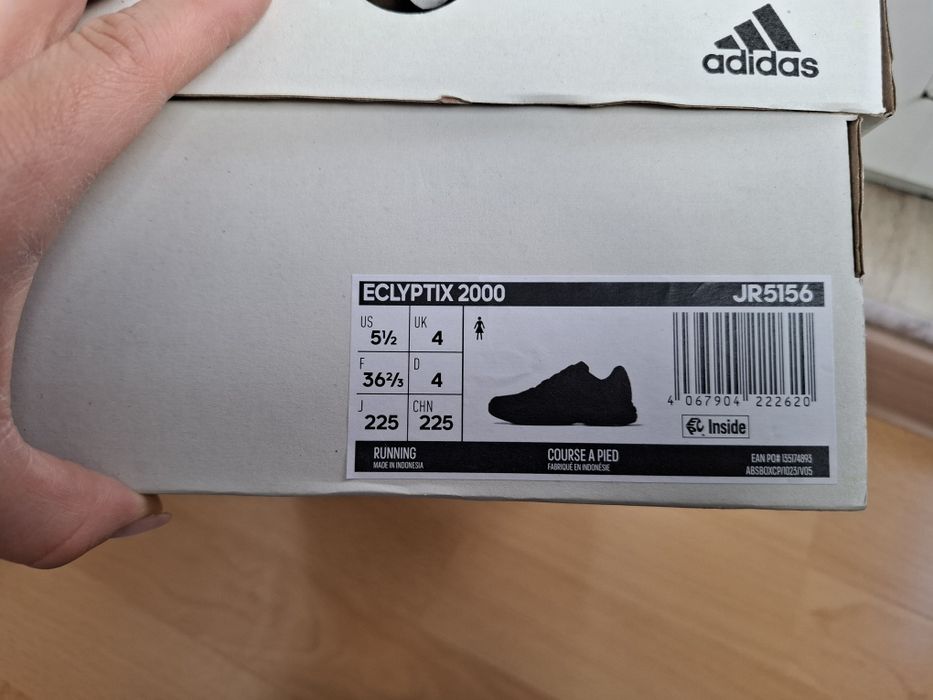 adidas
ECLYPTIX 2000 JR5156
US 5½ UK 4
F 36⅔ D 4
J 225 CHN 225
4 067904 222620
Inside
RUNNING COURSE A PIED EAN PO# 135174893
MADE IN INDONESIA FABRIQUÉ EN INDONÉSIE ABSBOXCP/1023/V05